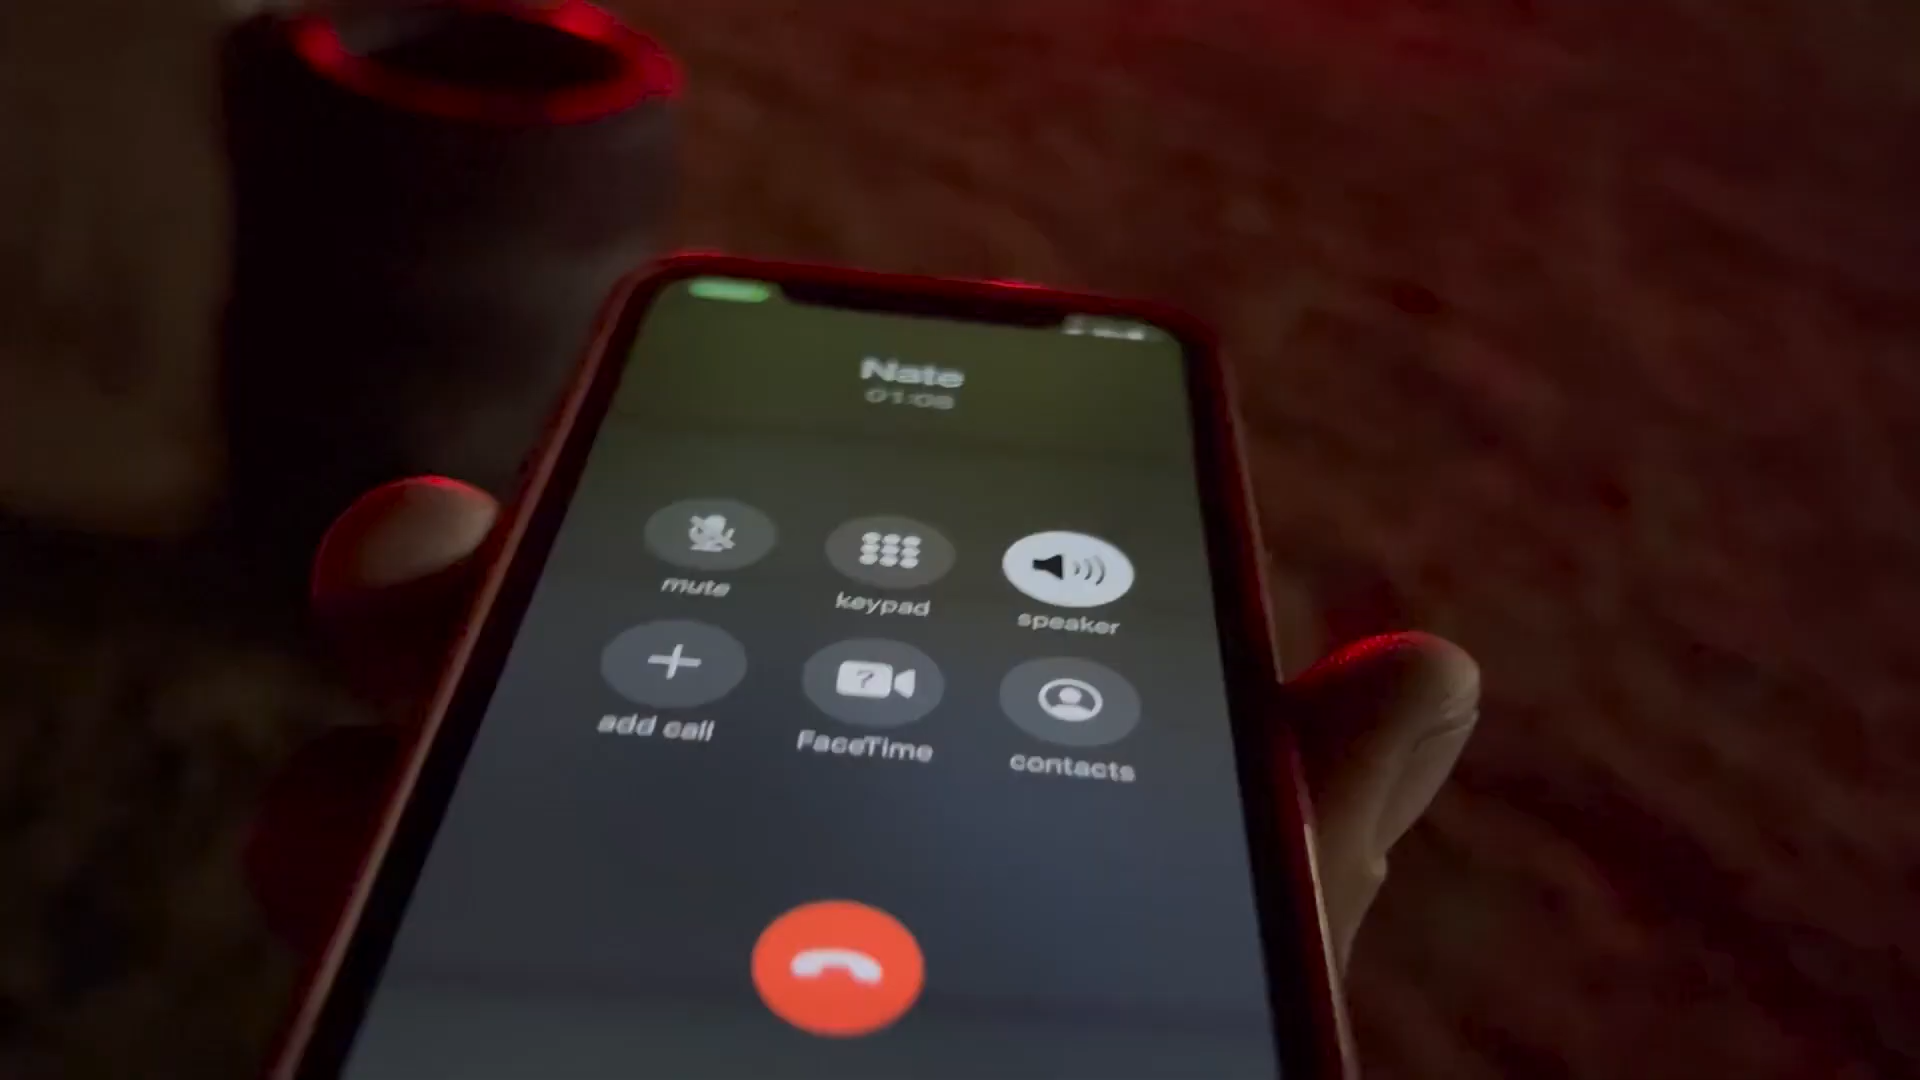 Nate
01:08
mute
keypad
speaker
add call
FaceTime
contacts